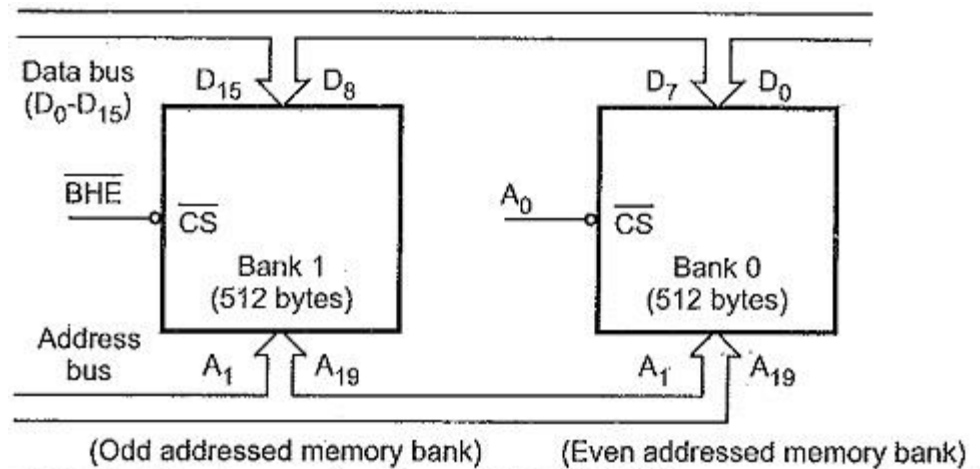 Data bus
(D0-D15)
D15 D8
D7 D0
BHE
CS
A0
CS
Bank 1
(512 bytes)
Bank 0
(512 bytes)
Address
bus
A1 A19
A1 A19
(Odd addressed memory bank) (Even addressed memory bank)